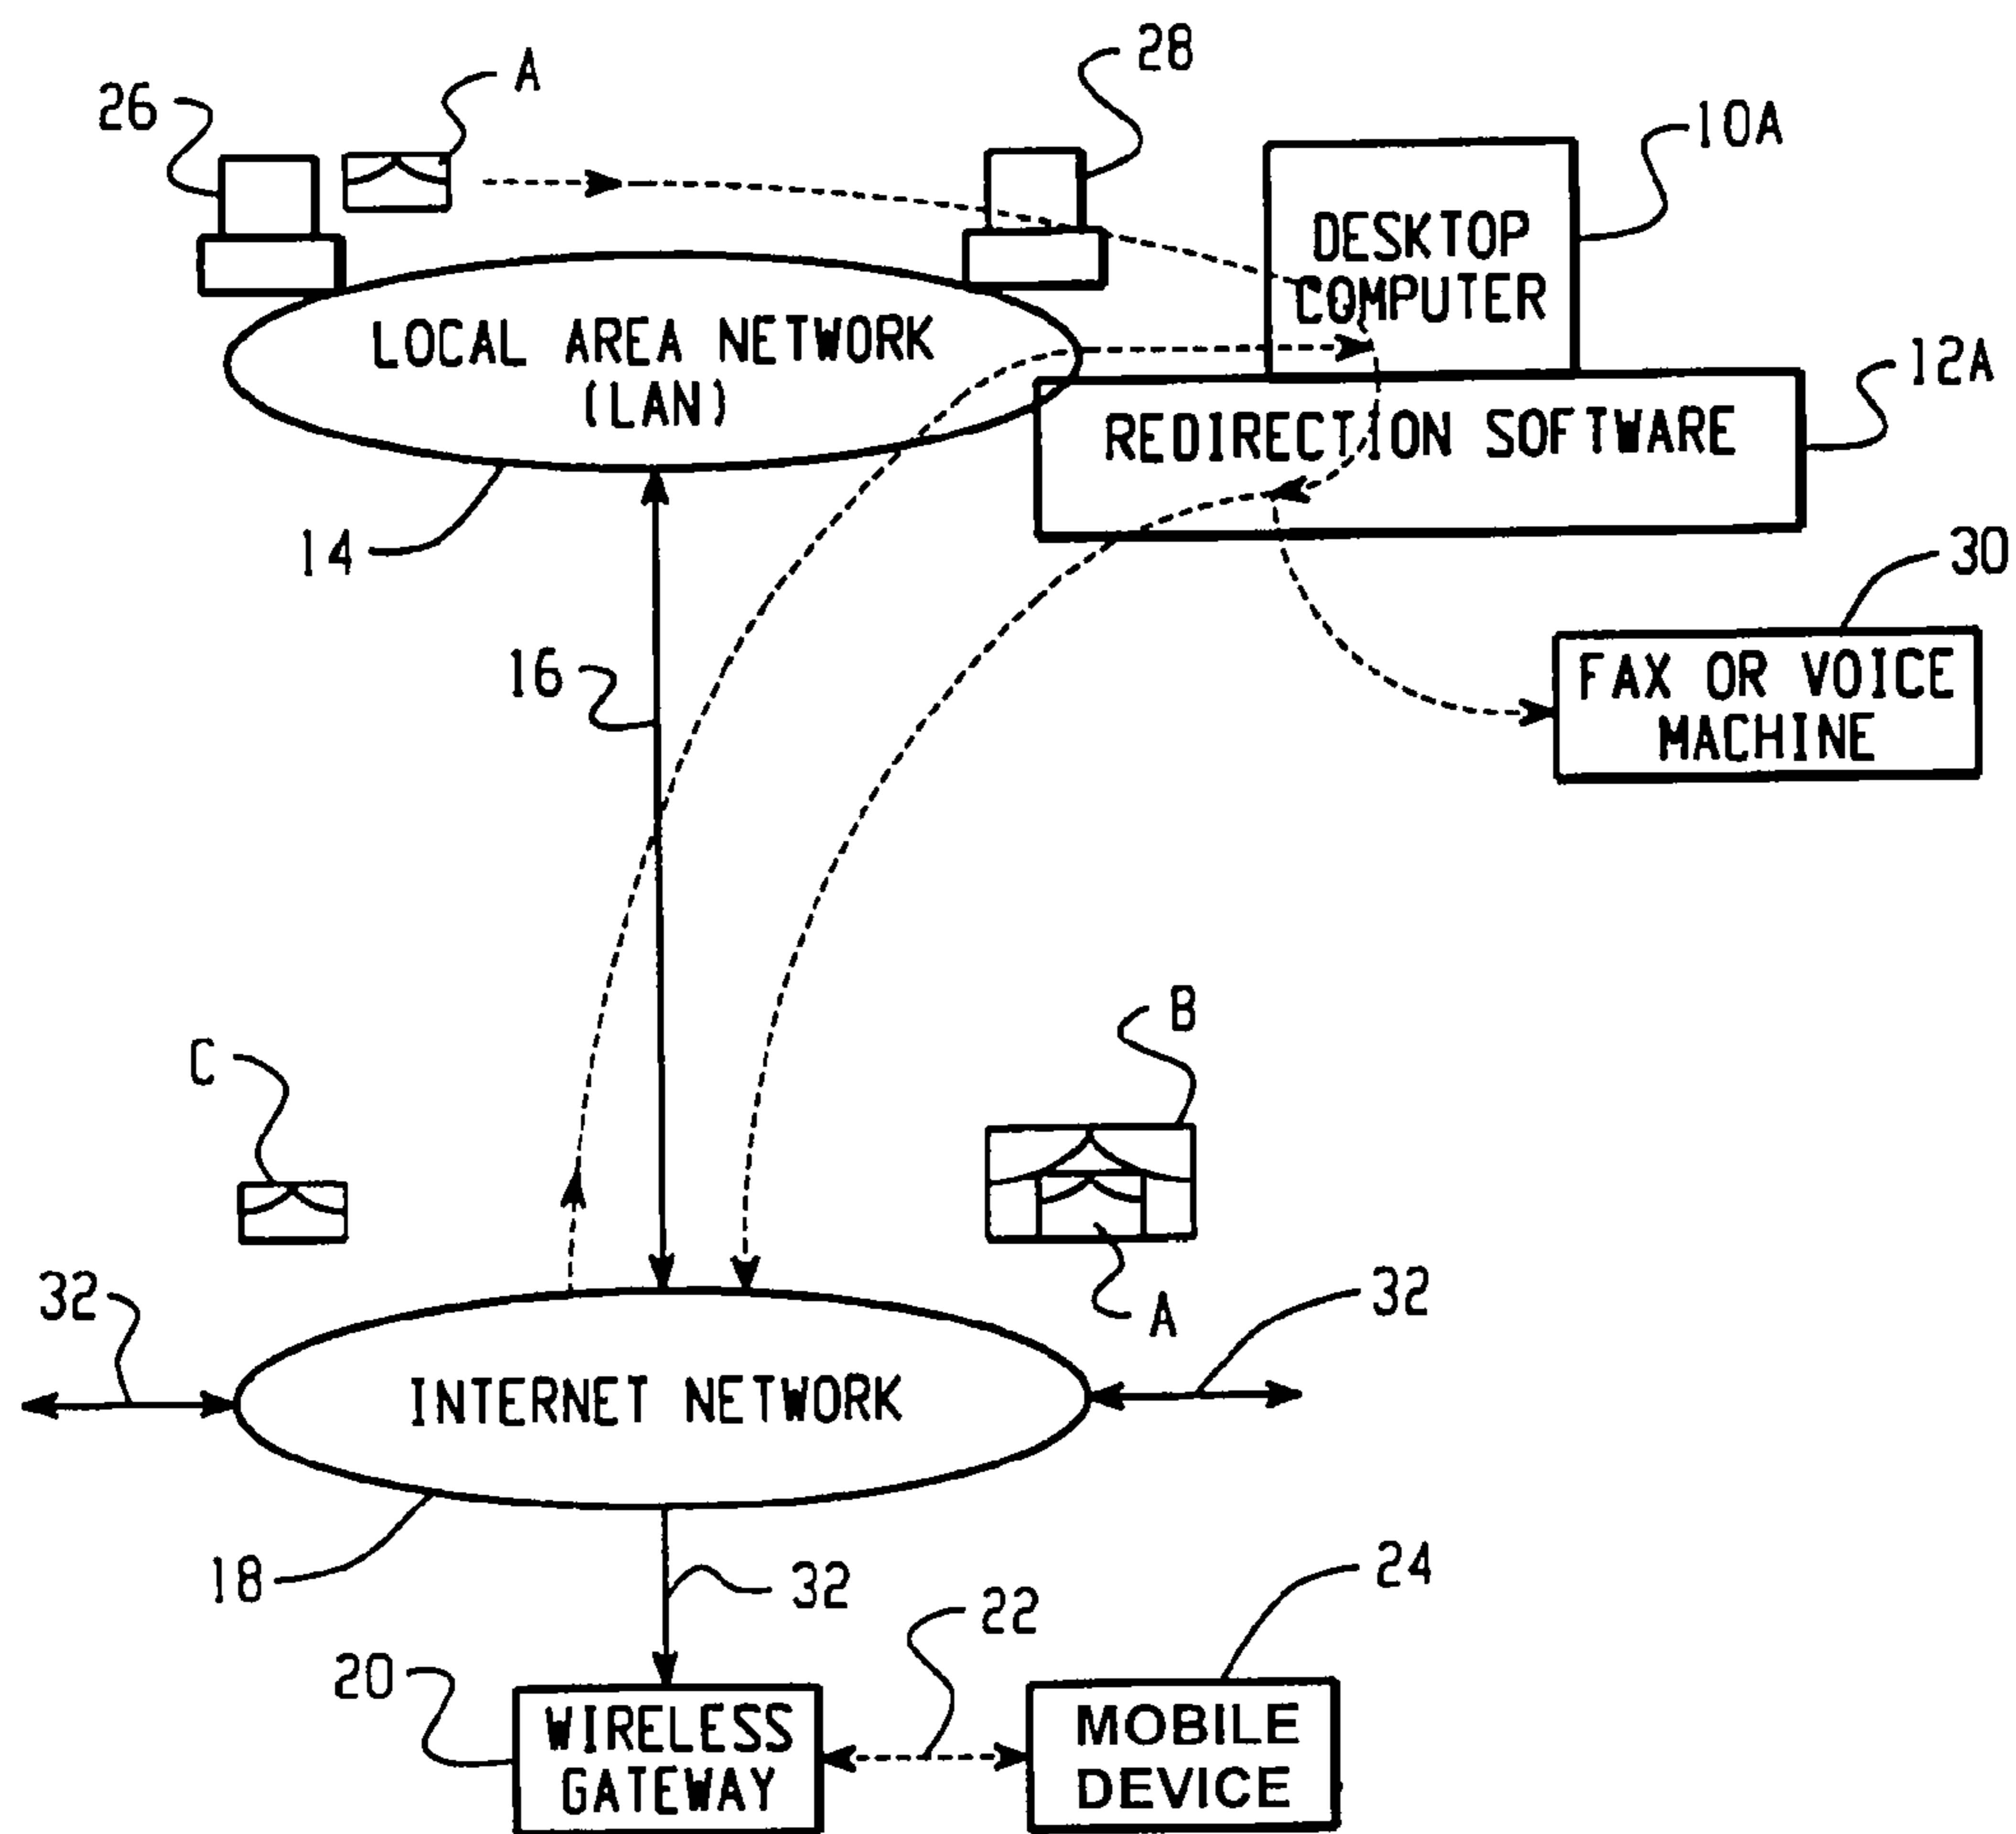 28
A
26
10A
DESKTOP
COMPUTER
LOCAL AREA NETWORK
(LAN)
12A
REDIRECTION SOFTWARE
14
30
16
FAX OR VOICE
MACHINE
B
C
32
A
32
INTERNET NETWORK
18
32
22
24
20
WIRELESS
GATEWAY
MOBILE
DEVICE